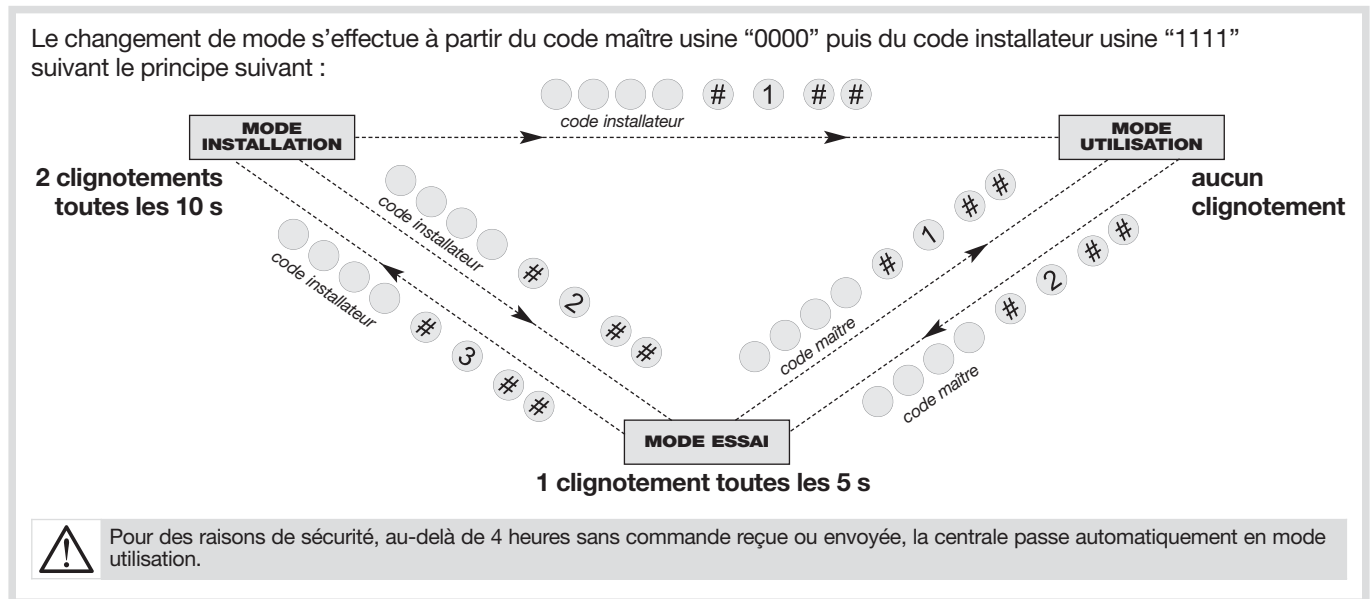 Le changement de mode s’effectue à partir du code maître usine “0000” puis du code installateur usine “1111”
suivant le principe suivant :
# 1 # #
code installateur
MODE
INSTALLATION
MODE
UTILISATION
2 clignotements
toutes les 10 s
aucun
clignotement
code installateur
# 2 # #
code installateur
# 3 # #
code maître
# 1 # #
code maître
# 2 # #
MODE ESSAI
1 clignotement toutes les 5 s
Pour des raisons de sécurité, au-delà de 4 heures sans commande reçue ou envoyée, la centrale passe automatiquement en mode
utilisation.